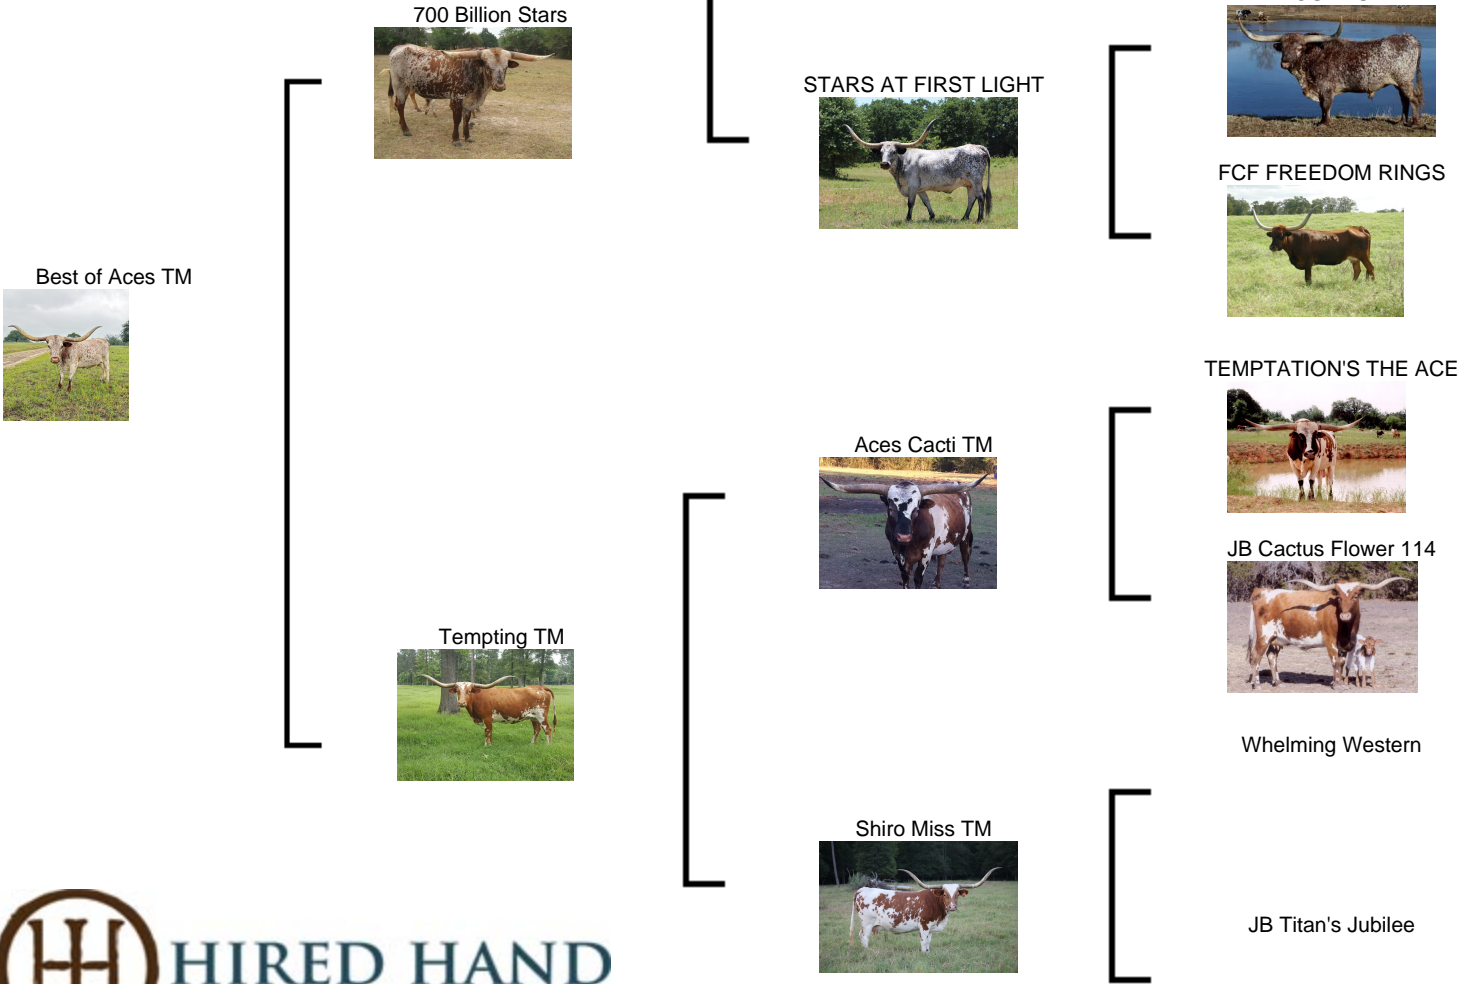 700 Billion Stars
STARS AT FIRST LIGHT
FCF FREEDOM RINGS
Best of Aces TM
TEMPTATION'S THE ACE
Aces Cacti TM
JB Cactus Flower 114
Tempting TM
Whelming Western
Shiro Miss TM
JB Titan's Jubilee
HIRED HAND